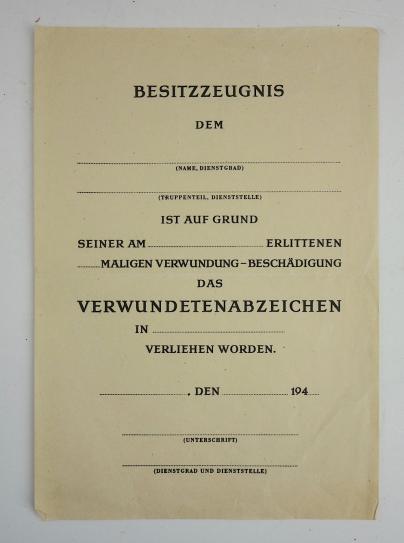 BESITZZEUGNIS
DEM
(NAME, DIENSTGRAD)
(TRUPPENTEIL, DIENSTSTELLE)
IST AUF GRUND
SEINER AM ERLITTENEN
MALIGEN VERWUNDUNG–BESCHÄDIGUNG
DAS
VERWUNDETENABZEICHEN
IN
VERLIEHEN WORDEN.
, DEN 194
(UNTERSCHRIFT)
(DIENSTGRAD UND DIENSTSTELLE)